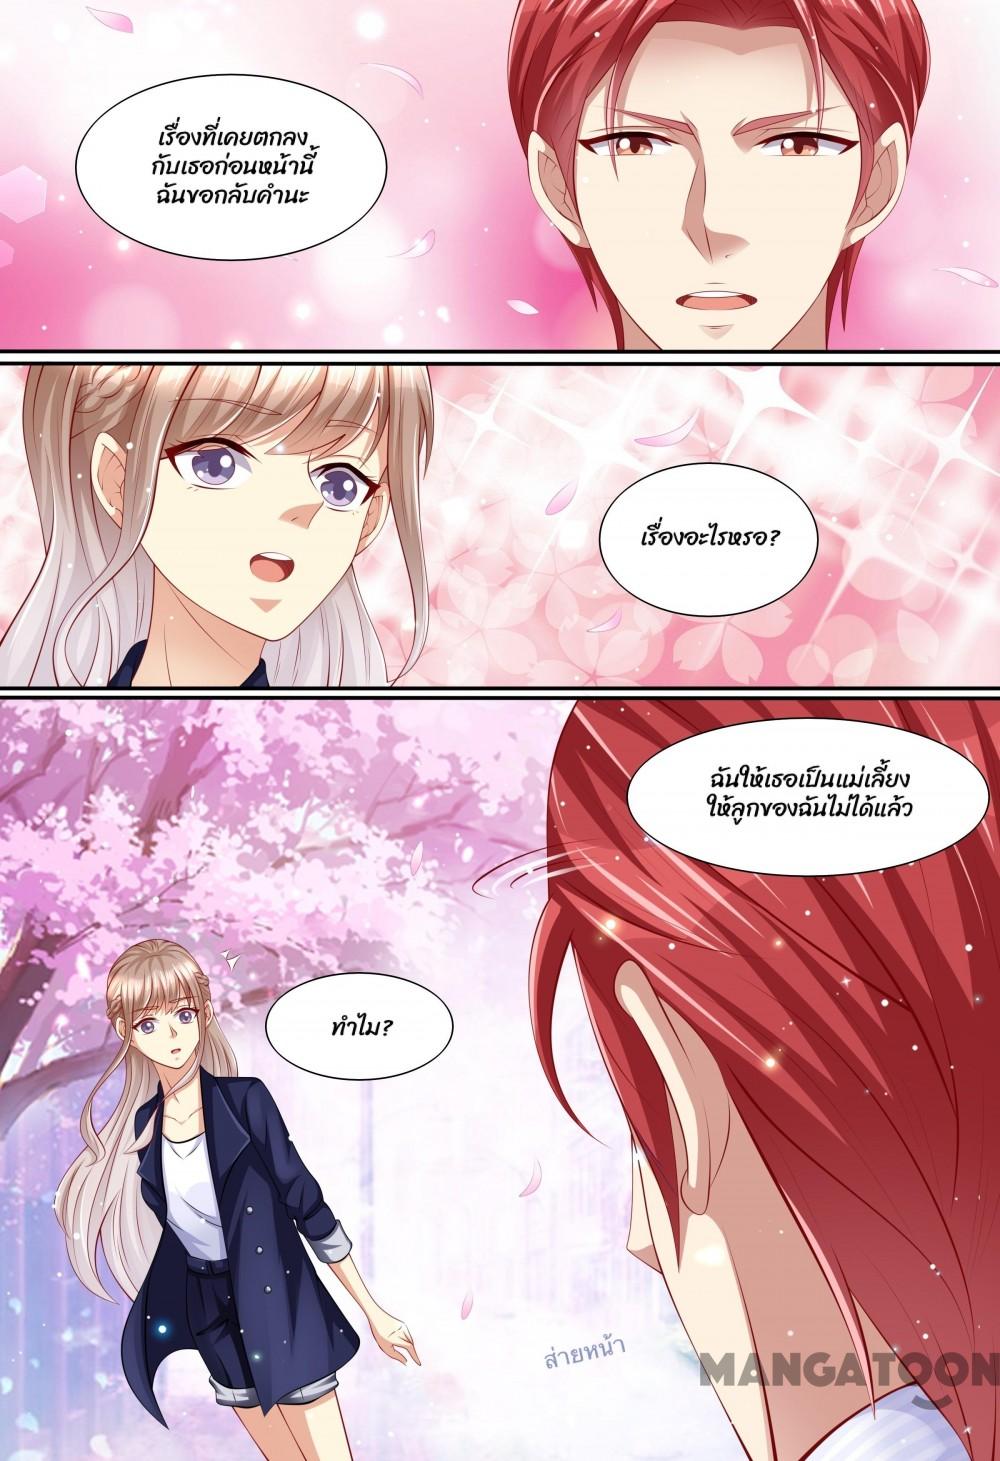 เรื่องที่เคยตกลง
กับเธอก่อนหน้านี้
ฉันขอกลับคำนะ
เรื่องอะไรหรอ?
ฉันให้เธอเป็นแม่เลี้ยง
ให้ลูกของฉันไม่ได้แล้ว
ทำไม?
ส่ายหน้า
MANGATOON